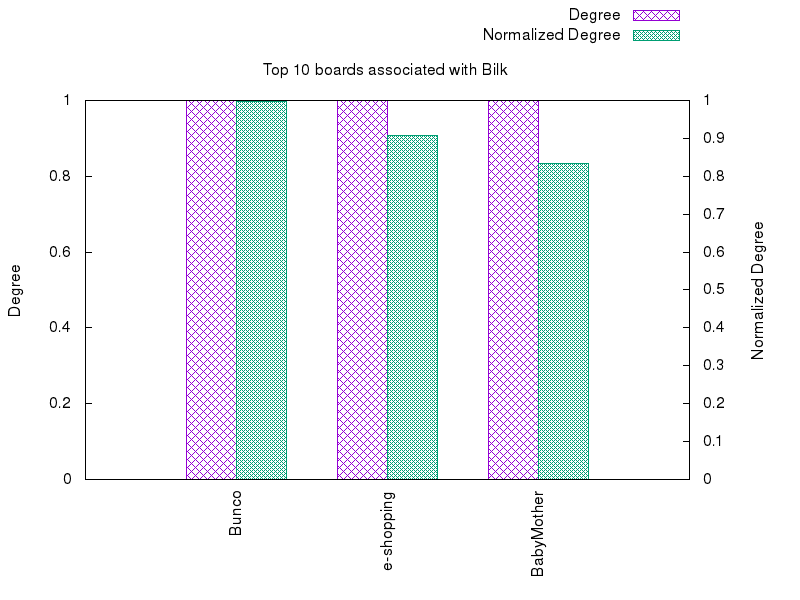 Degree
Normalized Degree
Top 10 boards associated with Bilk
1
0.8
0.6
0.4
0.2
0
1
0.9
0.8
0.7
0.6
0.5
0.4
0.3
0.2
0.1
0
Degree
Normalized Degree
Bunco
e-shopping
BabyMother